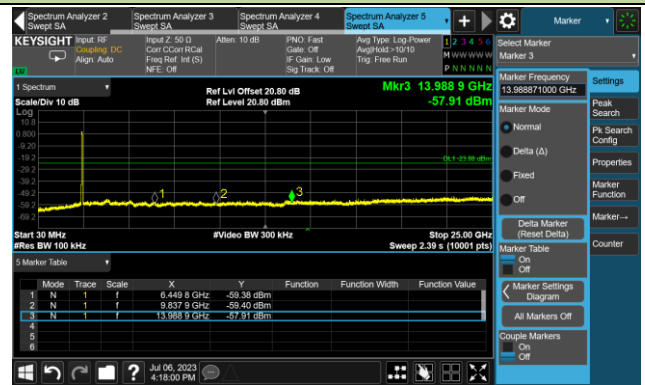 Spectrum Analyzer 2
Swept SA
Spectrum Analyzer 3
Swept SA
Spectrum Analyzer 4
Swept SA
Spectrum Analyzer 5
Swept SA
Marker
KEYSIGHT
Input: RF
Coupling: DC
Align: Auto
Input Z: 50 Ω
Corr CCorr RCal
Freq Ref: Int (S)
NFE: Off
Atten: 10 dB
PNO: Fast
Gate: Off
IF Gain: Low
Sig Track: Off
Avg Type: Log-Power
Avg|Hold:>10/10
Trig: Free Run
1 2 3 4 5 6
M W W W W W
P N N N N N
LXI
Select Marker
Marker 3
1 Spectrum
Scale/Div 10 dB
Ref Lvl Offset 20.80 dB
Ref Level 20.80 dBm
Mkr3 13.988 9 GHz
-57.91 dBm
Log
10.8
0.800
-9.20
-19.2
-29.2
-39.2
-49.2
-59.2
-69.2
DL1 -23.88 dBm
1
2
3
Start 30 MHz
#Res BW 100 kHz
#Video BW 300 kHz
Stop 25.00 GHz
Sweep 2.39 s (10001 pts)
5 Marker Table
Mode Trace Scale X Y Function Function Width Function Value
1 N 1 f 6.449 8 GHz -59.38 dBm
2 N 1 f 9.837 9 GHz -59.40 dBm
3 N 1 f 13.988 9 GHz -57.91 dBm
4
5
6
Marker Frequency
13.988871000 GHz
Marker Mode
Normal
Delta (Δ)
Fixed
Off
Delta Marker
(Reset Delta)
Marker Table
On
Off
Marker Settings
Diagram
All Markers Off
Couple Markers
On
Off
Settings
Peak
Search
Pk Search
Config
Properties
Marker
Function
Marker→
Counter
Jul 06, 2023
4:18:00 PM